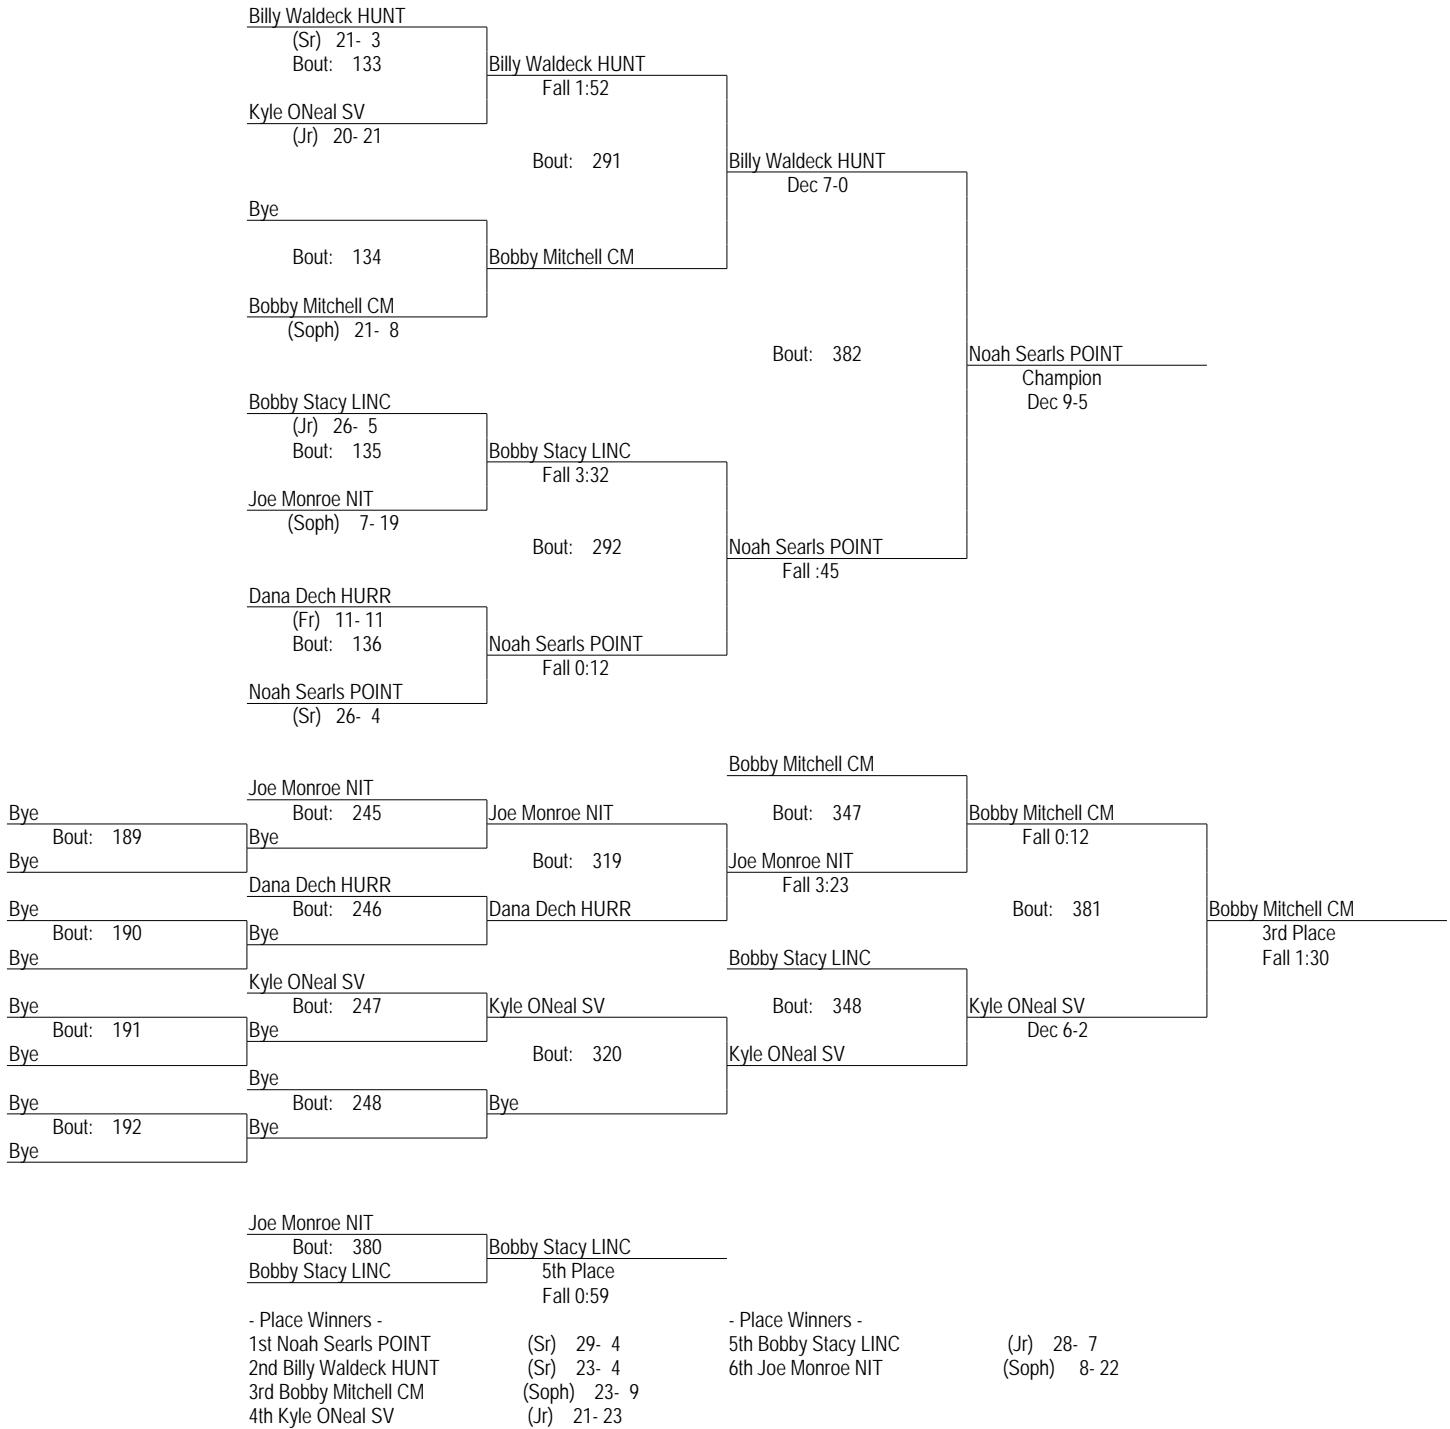 Billy Waldeck HUNT
(Sr) 21- 3
Bout: 133
Billy Waldeck HUNT
Fall 1:52
Kyle ONeal SV
(Jr) 20- 21
Bout: 291
Billy Waldeck HUNT
Dec 7-0
Bye
Bout: 134
Bobby Mitchell CM
Bobby Mitchell CM
(Soph) 21- 8
Bout: 382
Noah Searls POINT
Champion
Dec 9-5
Bobby Stacy LINC
(Jr) 26- 5
Bout: 135
Bobby Stacy LINC
Fall 3:32
Joe Monroe NIT
(Soph) 7- 19
Bout: 292
Noah Searls POINT
Fall :45
Dana Dech HURR
(Fr) 11- 11
Bout: 136
Noah Searls POINT
Fall 0:12
Noah Searls POINT
(Sr) 26- 4
Bobby Mitchell CM
Joe Monroe NIT
Bye
Bout: 245
Joe Monroe NIT
Bout: 347
Bobby Mitchell CM
Bout: 189
Bye
Fall 0:12
Bye
Bout: 319
Joe Monroe NIT
Dana Dech HURR
Fall 3:23
Bye
Bout: 246
Dana Dech HURR
Bout: 381
Bobby Mitchell CM
Bout: 190
Bye
3rd Place
Bye
Bobby Stacy LINC
Fall 1:30
Kyle ONeal SV
Bye
Bout: 247
Kyle ONeal SV
Bout: 348
Kyle ONeal SV
Bout: 191
Bye
Dec 6-2
Bye
Bout: 320
Kyle ONeal SV
Bye
Bye
Bout: 248
Bye
Bout: 192
Bye
Bye
Joe Monroe NIT
Bout: 380
Bobby Stacy LINC
Bobby Stacy LINC
5th Place
Fall 0:59
- Place Winners -
1st Noah Searls POINT (Sr) 29- 4
2nd Billy Waldeck HUNT (Sr) 23- 4
3rd Bobby Mitchell CM (Soph) 23- 9
4th Kyle ONeal SV (Jr) 21- 23
- Place Winners -
5th Bobby Stacy LINC (Jr) 28- 7
6th Joe Monroe NIT (Soph) 8- 22